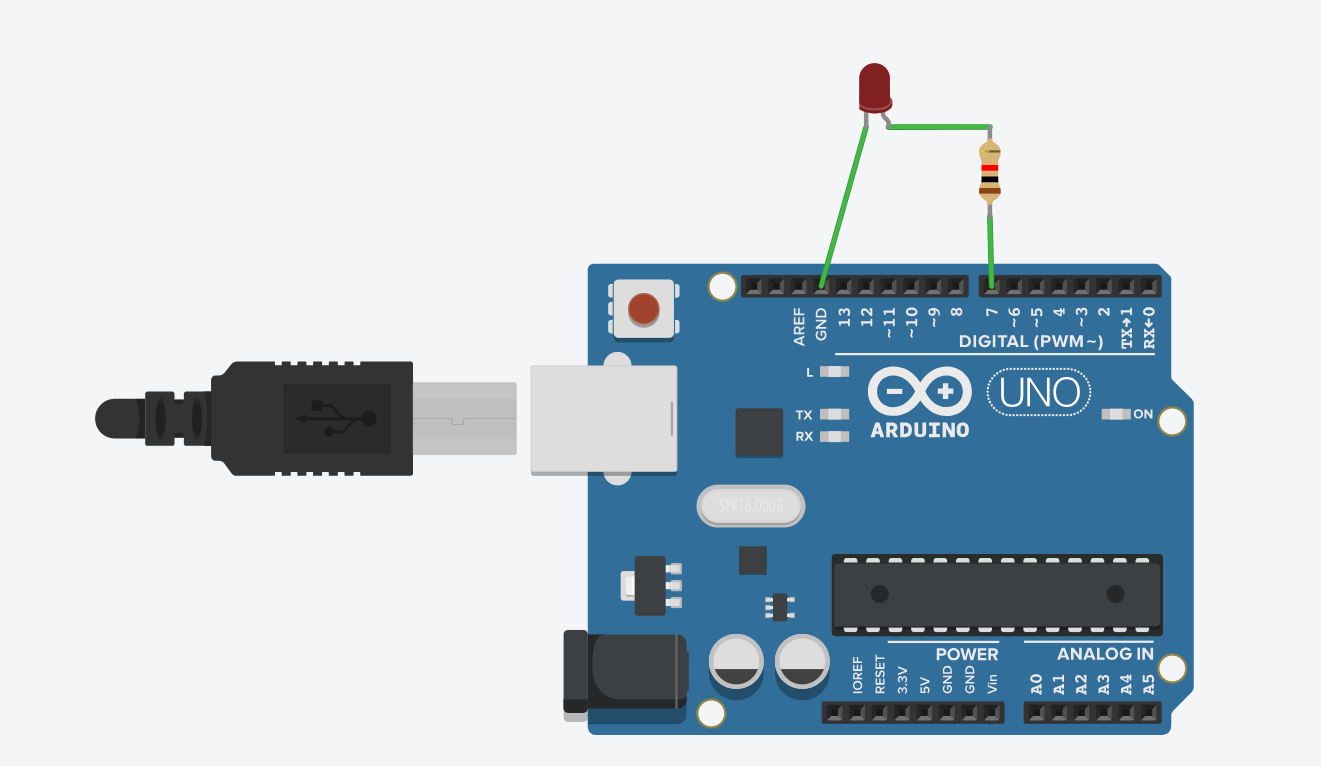 AREF
GND
13
12
~11
~10
~9
8
7
~6
~5
4
~3
2
TX→1
RX←0
DIGITAL (PWM~)
L
TX
RX
ARDUINO
UNO
ON
SPK16.000G
POWER
ANALOG IN
IOREF
RESET
3.3V
5V
GND
GND
Vin
A0
A1
A2
A3
A4
A5